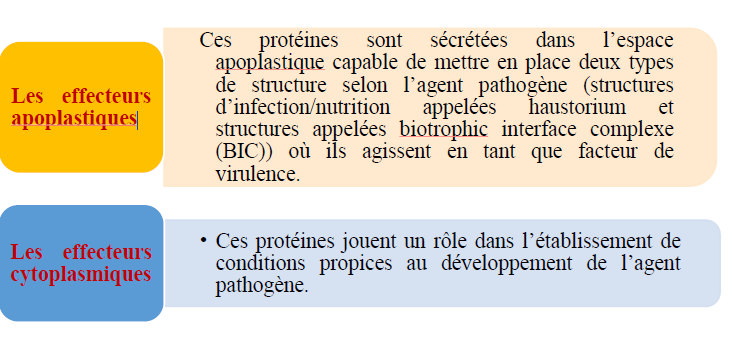 Les effecteurs
apoplastiques
Ces protéines sont sécrétées dans l'espace
apoplastique capable de mettre en place deux types
de structure selon l'agent pathogène (structures
d'infection/nutrition appelées haustorium et
structures appelées biotrophic interface complexe
(BIC)) où ils agissent en tant que facteur de
virulence.
Les effecteurs
cytoplasmiques
• Ces protéines jouent un rôle dans l'établissement de
conditions propices au développement de l'agent
pathogène.